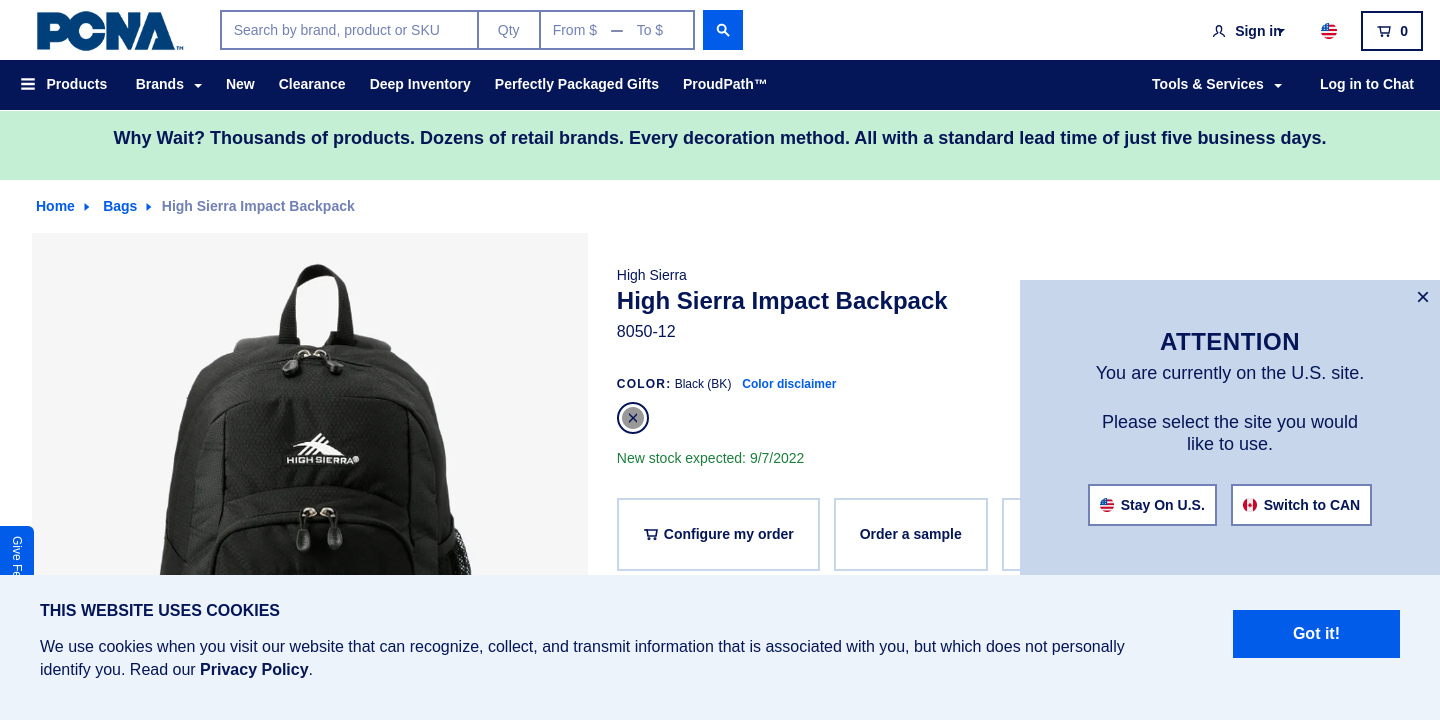 PCNA™
Search by brand, product or SKU
Qty
From $ — To $
Sign in
0
Products
Brands
New
Clearance
Deep Inventory
Perfectly Packaged Gifts
ProudPath™
Tools & Services
Log in to Chat
Why Wait? Thousands of products. Dozens of retail brands. Every decoration method. All with a standard lead time of just five business days.
Home
Bags
High Sierra Impact Backpack
High Sierra
High Sierra Impact Backpack
8050-12
COLOR: Black (BK) Color disclaimer
New stock expected: 9/7/2022
Configure my order
Order a sample
HIGH SIERRA®
ATTENTION
You are currently on the U.S. site.
Please select the site you would
like to use.
Stay On U.S.
Switch to CAN
Give
THIS WEBSITE USES COOKIES
We use cookies when you visit our website that can recognize, collect, and transmit information that is associated with you, but which does not personally
identify you. Read our Privacy Policy.
Got it!